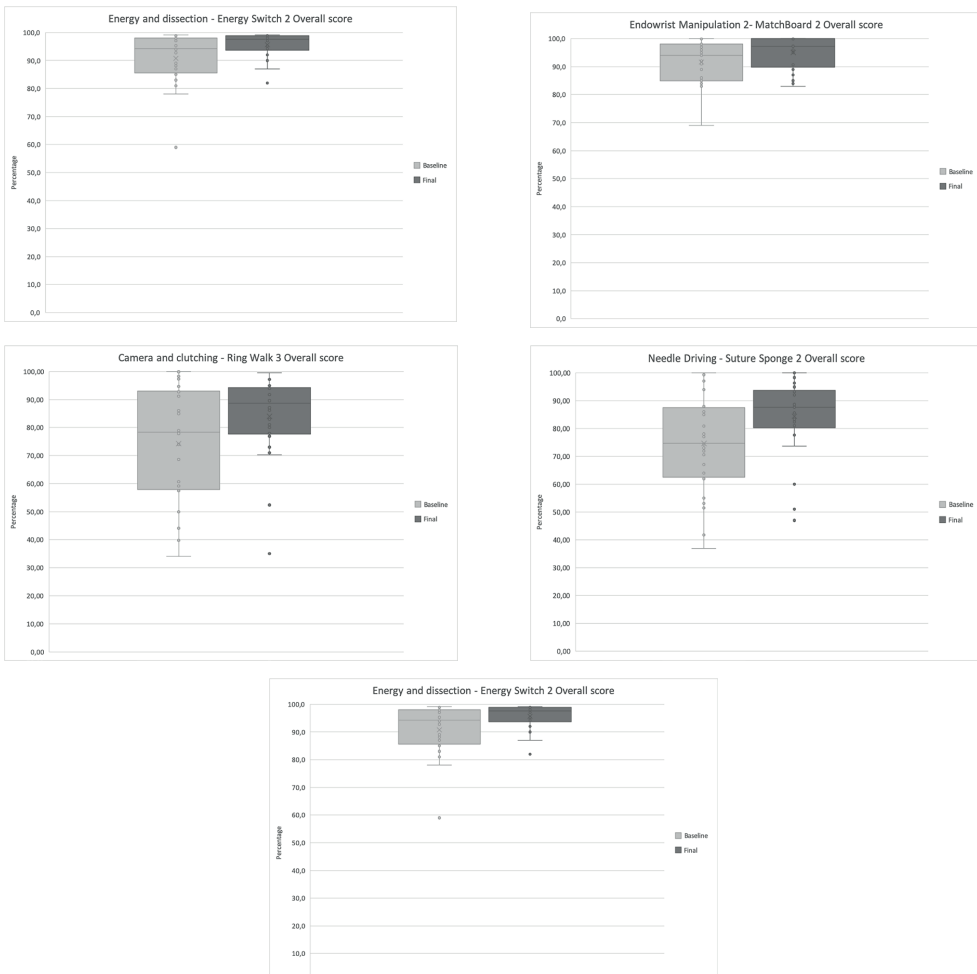 Energy and dissection - Energy Switch 2 Overall score
100,0
90,0
80,0
70,0
60,0
50,0
40,0
30,0
20,0
10,0
0,0
Percentage
Baseline
Final
Endowrist Manipulation 2- MatchBoard 2 Overall score
100,0
90,0
80,0
70,0
60,0
50,0
40,0
30,0
20,0
10,0
0,0
Percentage
Baseline
Final
Camera and clutching - Ring Walk 3 Overall score
100,00
90,00
80,00
70,00
60,00
50,00
40,00
30,00
20,00
10,00
0,00
Percentage
Baseline
Final
Needle Driving - Suture Sponge 2 Overall score
100,00
90,00
80,00
70,00
60,00
50,00
40,00
30,00
20,00
10,00
0,00
Percentage
Baseline
Final
Energy and dissection - Energy Switch 2 Overall score
100,0
90,0
80,0
70,0
60,0
50,0
40,0
30,0
20,0
10,0
Percentage
Baseline
Final